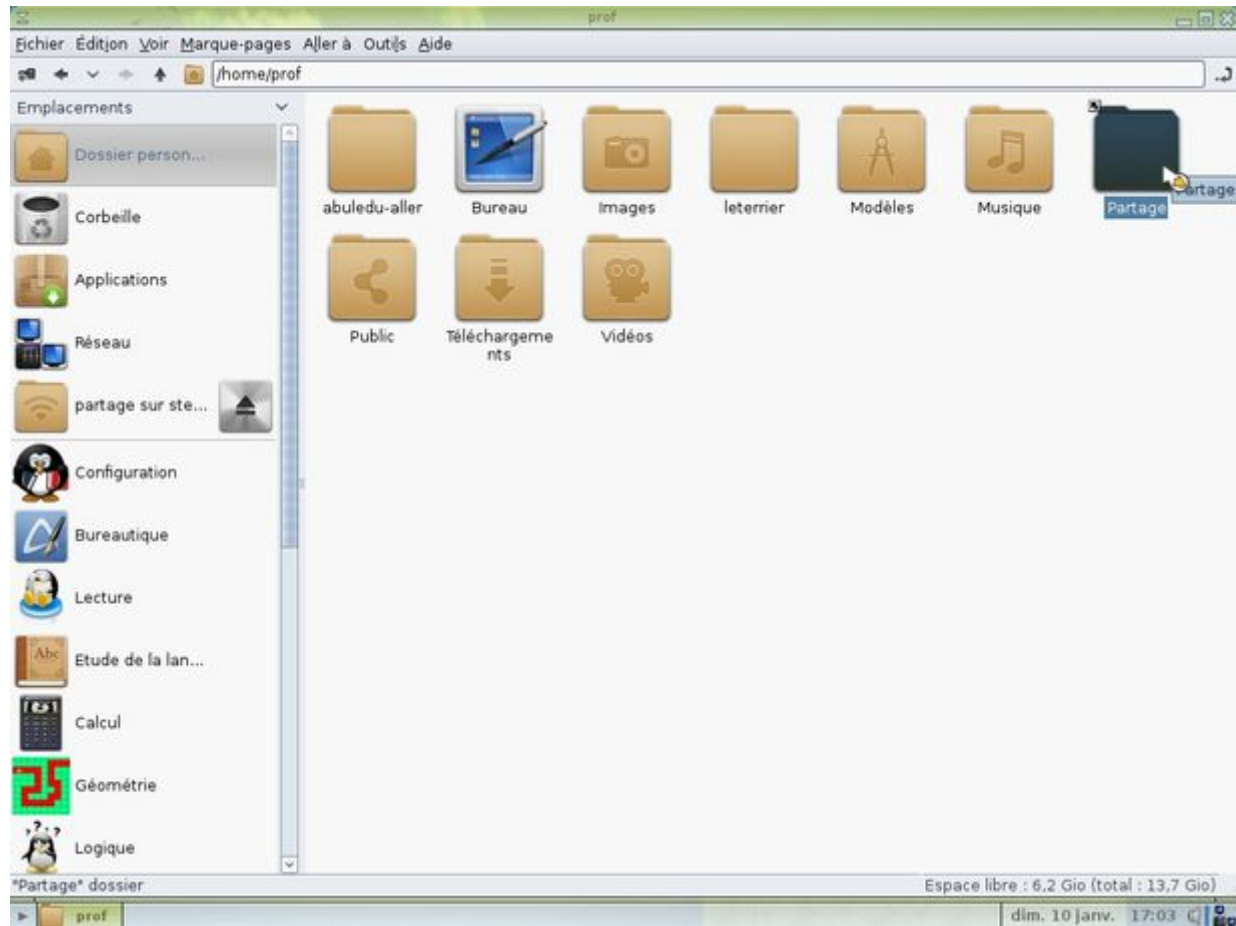 prof
Fichier Édition Voir Marque-pages Aller à Outils Aide
/home/prof
Emplacements
Dossier person...
Corbeille
Applications
Réseau
partage sur ste...
Configuration
Bureautique
Lecture
Abc
Etude de la lan...
Calcul
Géométrie
Logique
abuledu-aller
Bureau
Images
leterrier
Modèles
Musique
Partage
Partage
Public
Téléchargeme
nts
Vidéos
"Partage" dossier
Espace libre : 6,2 Gio (total : 13,7 Gio)
prof
dim. 10 janv. 17:03